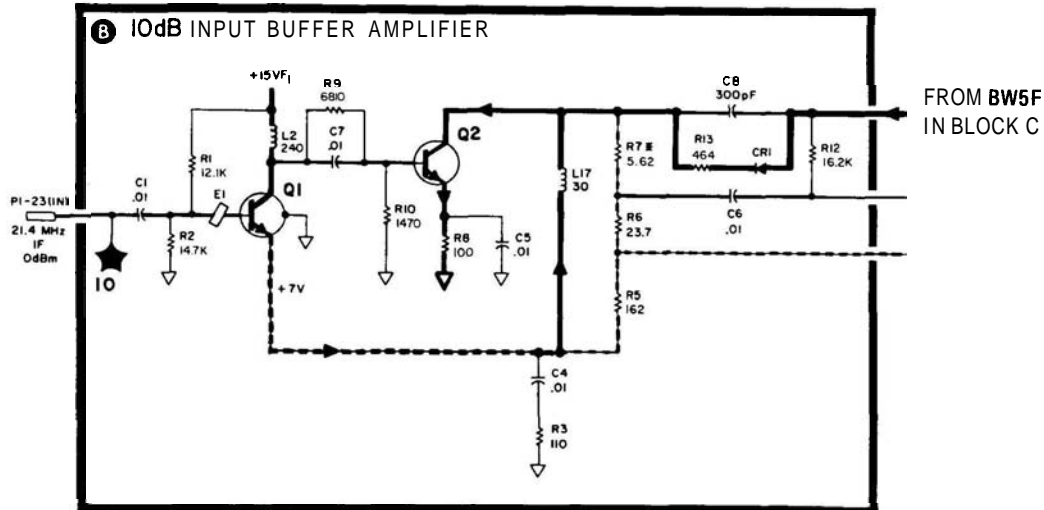 B 10dB INPUT BUFFER AMPLIFIER
+15VF1
R9
6810
C8
300pF
FROM BW5F
IN BLOCK C
L2
240
C7
.01
Q2
R1
12.1K
R13
464
CR1
R12
16.2K
R7*
5.62
L17
30
C1
.01
E1
Q1
P1-23(IN)
21.4 MHz
IF
0dBm
R2
14.7K
R10
1470
R6
23.7
C6
.01
R8
100
C5
.01
10
+7V
R5
162
C4
.01
R3
110